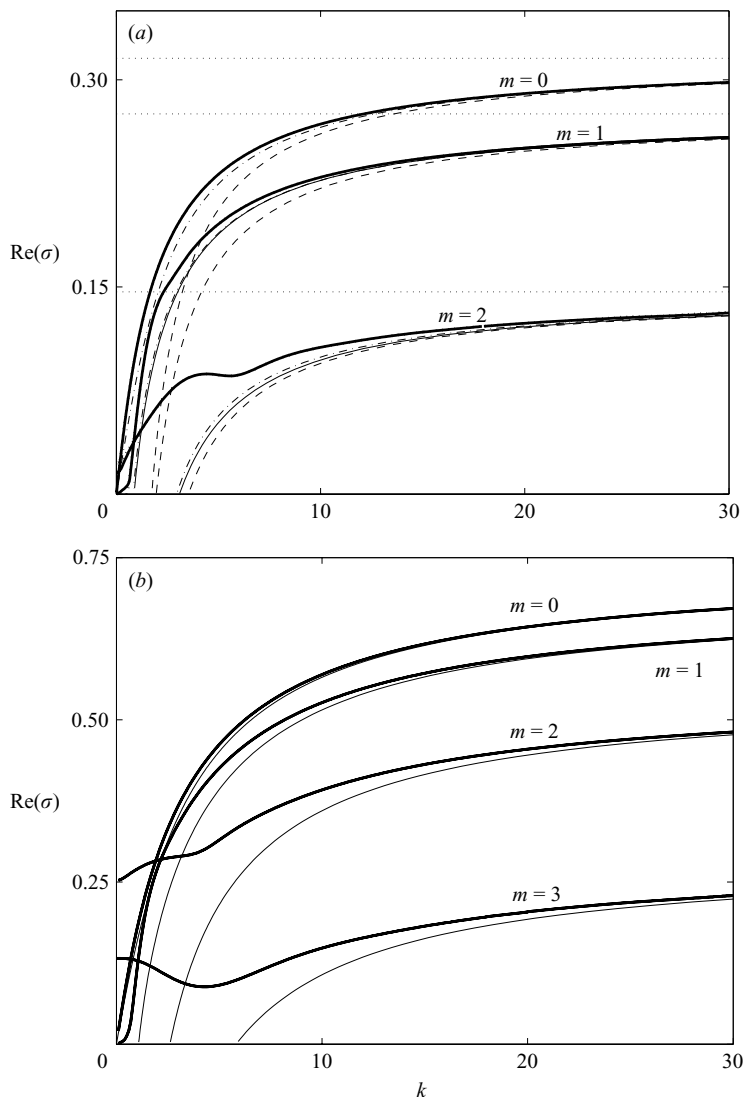 (a)
0.30
m = 0
m = 1
Re(σ)
0.15
m = 2
0 10 20 30
0.75
(b)
m = 0
m = 1
0.50
m = 2
Re(σ)
0.25
m = 3
0 10 20 30
k